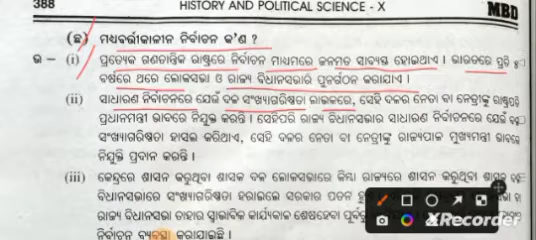 388
HISTORY AND POLITICAL SCIENCE - X
MBD
(ଛ) ମଧ୍ୟବର୍ତ୍ତୀକାଳୀନ ନିର୍ବାଚନ କ'ଣ ?
ଉ – (i) ପ୍ରତ୍ୟେକ ଗଣତାନ୍ତ୍ରିକ ରାଷ୍ଟ୍ରରେ ନିର୍ବାଚନ ମାଧ୍ୟମରେ ଜନମତ ସାବ୍ୟସ୍ତ ହୋଇଥାଏ । ଭାରତରେ ପ୍ରତି
ବର୍ଷରେ ଥରେ ଲୋକସଭା ଓ ରାଜ୍ୟ ବିଧାନସଭାର ପୁନର୍ଗଠନ କରାଯାଏ ।
(ii) ସାଧାରଣ ନିର୍ବାଚନରେ ଯେଉଁ ଦଳ ସଂଖ୍ୟାଗରିଷ୍ଠତା ଲାଭକରେ, ସେହି ଦଳର ନେତା ବା ନେତ୍ରୀଙ୍କୁ ରାଷ୍ଟ୍ରପତି
ପ୍ରଧାନମନ୍ତ୍ରୀ ଭାବରେ ନିଯୁକ୍ତ କରନ୍ତି । ସେହିପରି ରାଜ୍ୟ ବିଧାନସଭାର ସାଧାରଣ ନିର୍ବାଚନରେ ଯେଉଁ ଦଳ
ସଂଖ୍ୟାଗରିଷ୍ଠତା ହାସଲ କରିଥାଏ, ସେହି ଦଳର ନେତା ବା ନେତ୍ରୀଙ୍କୁ ରାଜ୍ୟପାଳ ମୁଖ୍ୟମନ୍ତ୍ରୀ ଭାବରେ
ନିଯୁକ୍ତି ପ୍ରଦାନ କରନ୍ତି ।
(iii) କେନ୍ଦ୍ରରେ ଶାସନ କରୁଥିବା ଶାସକ ଦଳ ଲୋକସଭାରେ କିମ୍ବା ରାଜ୍ୟରେ ଶାସନ କରୁଥିବା ଶାସକ ଦଳ
ବିଧାନସଭାରେ ସଂଖ୍ୟାଗରିଷ୍ଠତା ହରାଇଲେ ସରକାର ପତନ
ରାଜ୍ୟ ବିଧାନସଭା ତାହାର ସ୍ୱାଭାବିକ କାର୍ଯ୍ୟକାଳ ଶେଷହେବା ପୂର୍ବରୁ
ନିର୍ବାଚନ ବ୍ୟବସ୍ଥା କରାଯାଇଛି ।
XRecorder